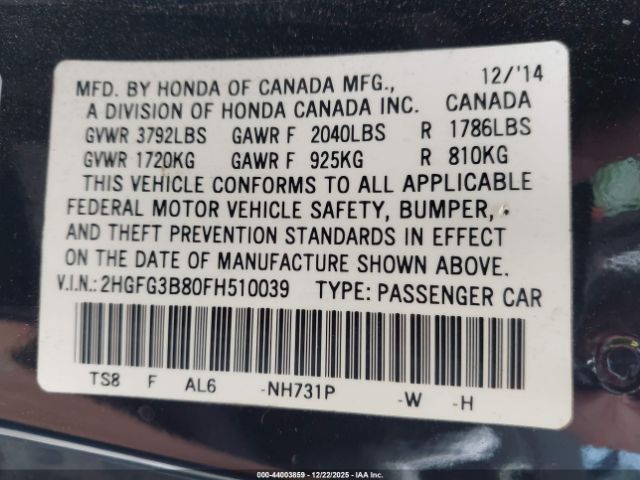 MFD. BY HONDA OF CANADA MFG., 12/'14
A DIVISION OF HONDA CANADA INC. CANADA
GVWR 3792LBS GAWR F 2040LBS R 1786LBS
GVWR 1720KG GAWR F 925KG R 810KG
THIS VEHICLE CONFORMS TO ALL APPLICABLE
FEDERAL MOTOR VEHICLE SAFETY, BUMPER,
AND THEFT PREVENTION STANDARDS IN EFFECT
ON THE DATE OF MANUFACTURE SHOWN ABOVE.
V.I.N.: 2HGFG3B80FH510039 TYPE: PASSENGER CAR
TS8 F AL6 -NH731P -W -H
000-44003859 - 12/22/2025 - IAA Inc.